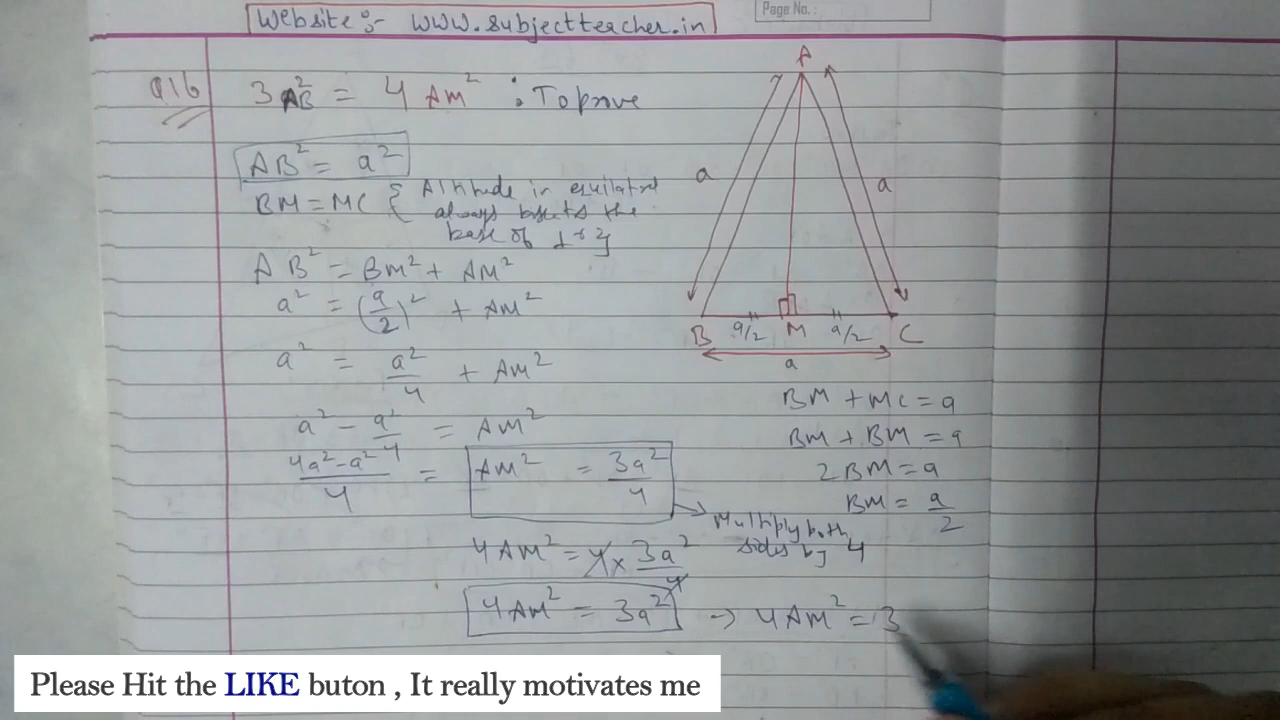 Website :- www.subjectteacher.in
Page No.:
Q16
3AB² = 4 AM² : To prove
AB² = a²
BM = MC { Altitude in equilatrl
always bisects the
base of }
AB² = BM² + AM²
a² = (a/2)² + AM²
a² = a²/4 + AM²
a² - a²/4 = AM²
4a²-a²/4 = AM² = 3a²/4
Multiply both
sides by 4
4AM² = 4 x 3a²/4
4AM² = 3a² → 4AM² = 3
A
a
a
B a/2 M a/2 C
a
BM + MC = a
BM + BM = a
2BM = a
BM = a/2
Please Hit the LIKE buton , It really motivates me